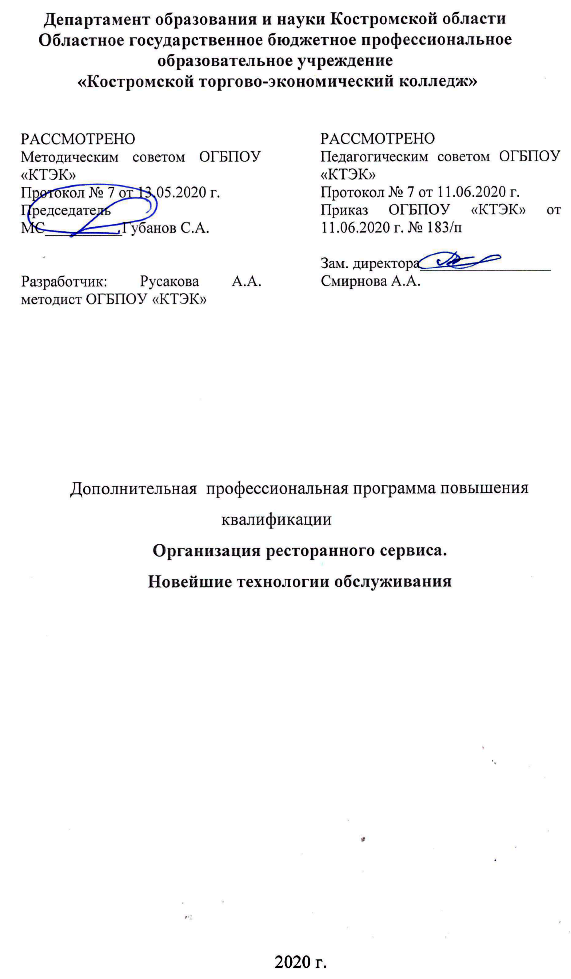 Департамент образования и науки Костромской области
Областное государственное бюджетное профессиональное
образовательное учреждение
«Костромской торгово-экономический колледж»
РАССМОТРЕНО
Методическим советом ОГБПОУ
«КТЭК»
Протокол № 7 от 13.05.2020 г.
Председатель
МС__________Губанов С.А.
Разработчик: Русакова А.А.
методист ОГБПОУ «КТЭК»
РАССМОТРЕНО
Педагогическим советом ОГБПОУ
«КТЭК»
Протокол № 7 от 11.06.2020 г.
Приказ ОГБПОУ «КТЭК» от
11.06.2020 г. № 183/п
Зам. директора_________________
Смирнова А.А.
Дополнительная профессиональная программа повышения
квалификации
Организация ресторанного сервиса.
Новейшие технологии обслуживания
2020 г.